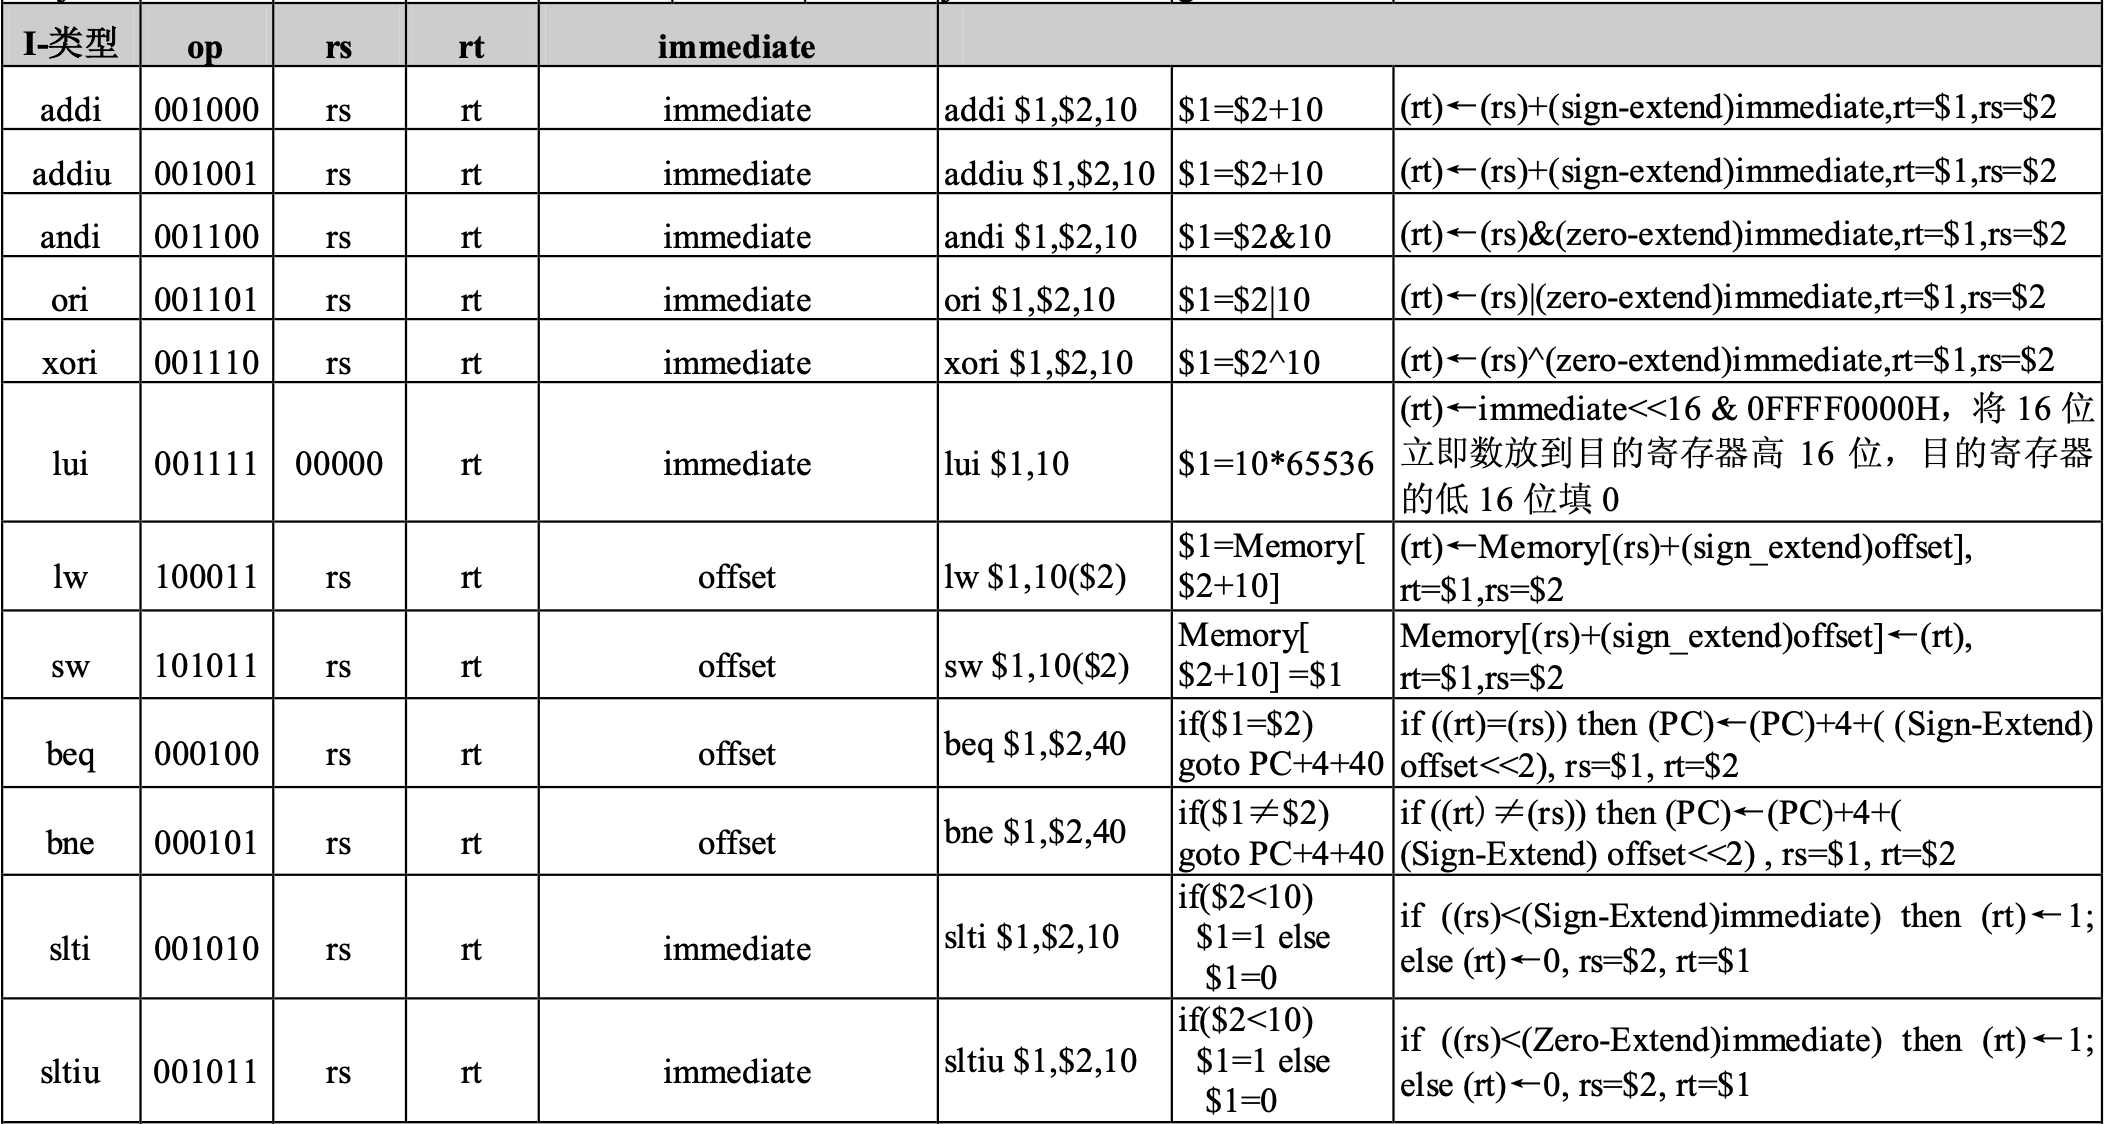 I-类型 op rs rt immediate
addi 001000 rs rt immediate addi $1,$2,10 $1=$2+10 (rt)←(rs)+(sign-extend)immediate,rt=$1,rs=$2
addiu 001001 rs rt immediate addiu $1,$2,10 $1=$2+10 (rt)←(rs)+(sign-extend)immediate,rt=$1,rs=$2
andi 001100 rs rt immediate andi $1,$2,10 $1=$2&10 (rt)←(rs)&(zero-extend)immediate,rt=$1,rs=$2
ori 001101 rs rt immediate ori $1,$2,10 $1=$2|10 (rt)←(rs)|(zero-extend)immediate,rt=$1,rs=$2
xori 001110 rs rt immediate xori $1,$2,10 $1=$2^10 (rt)←(rs)^(zero-extend)immediate,rt=$1,rs=$2
lui 001111 00000 rt immediate lui $1,10 $1=10*65536 (rt)←immediate<<16 & 0FFFF0000H，将 16 位
立即数放到目的寄存器高 16 位，目的寄存器
的低 16 位填 0
lw 100011 rs rt offset lw $1,10($2) $1=Memory[
$2+10] (rt)←Memory[(rs)+(sign_extend)offset],
rt=$1,rs=$2
sw 101011 rs rt offset sw $1,10($2) Memory[
$2+10] =$1 Memory[(rs)+(sign_extend)offset]←(rt),
rt=$1,rs=$2
beq 000100 rs rt offset beq $1,$2,40 if($1=$2)
goto PC+4+40 if ((rt)=(rs)) then (PC)←(PC)+4+( (Sign-Extend)
offset<<2), rs=$1, rt=$2
bne 000101 rs rt offset bne $1,$2,40 if($1≠$2)
goto PC+4+40 if ((rt) ≠(rs)) then (PC)←(PC)+4+(
(Sign-Extend) offset<<2) , rs=$1, rt=$2
slti 001010 rs rt immediate slti $1,$2,10 if($2<10)
$1=1 else
$1=0 if ((rs)<(Sign-Extend)immediate) then (rt)←1;
else (rt)←0, rs=$2, rt=$1
sltiu 001011 rs rt immediate sltiu $1,$2,10 if($2<10)
$1=1 else
$1=0 if ((rs)<(Zero-Extend)immediate) then (rt)←1;
else (rt)←0, rs=$2, rt=$1